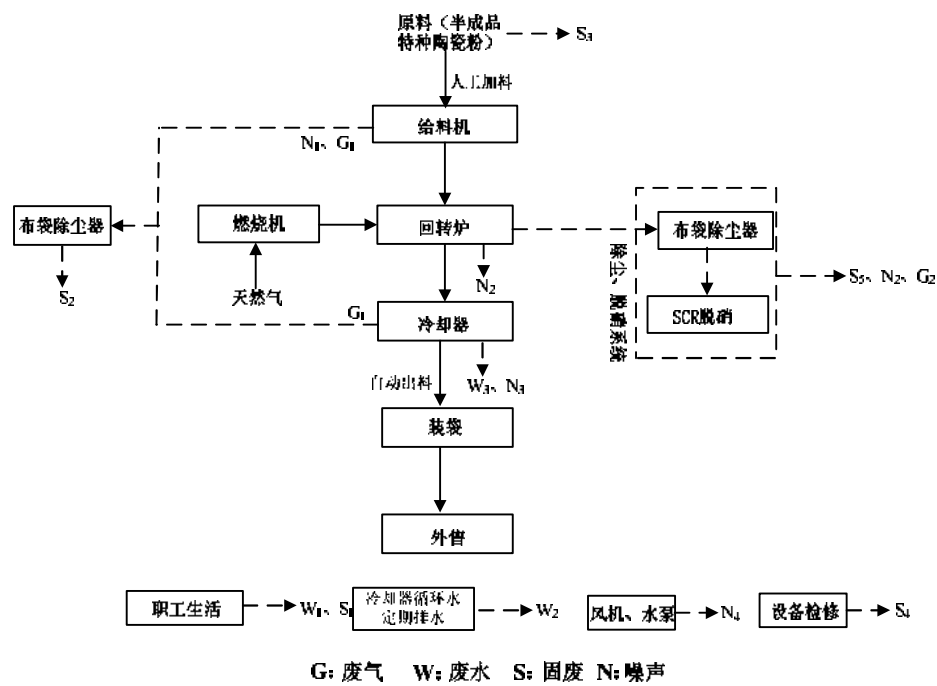 原料（半成品
特种陶瓷粉）
S3
人工加料
给料机
N1、G1
布袋除尘器
燃烧机
回转炉
布袋除尘器
除尘、脱硝系统
S2
天然气
N2
S5、N2、G2
G1
冷却器
SCR脱硝
自动出料
W3、N3
装袋
外售
职工生活
W1、S1
冷却器循环水
定期排水
W2
风机、水泵
N4
设备检修
S4
G：废气 W：废水 S：固废 N：噪声